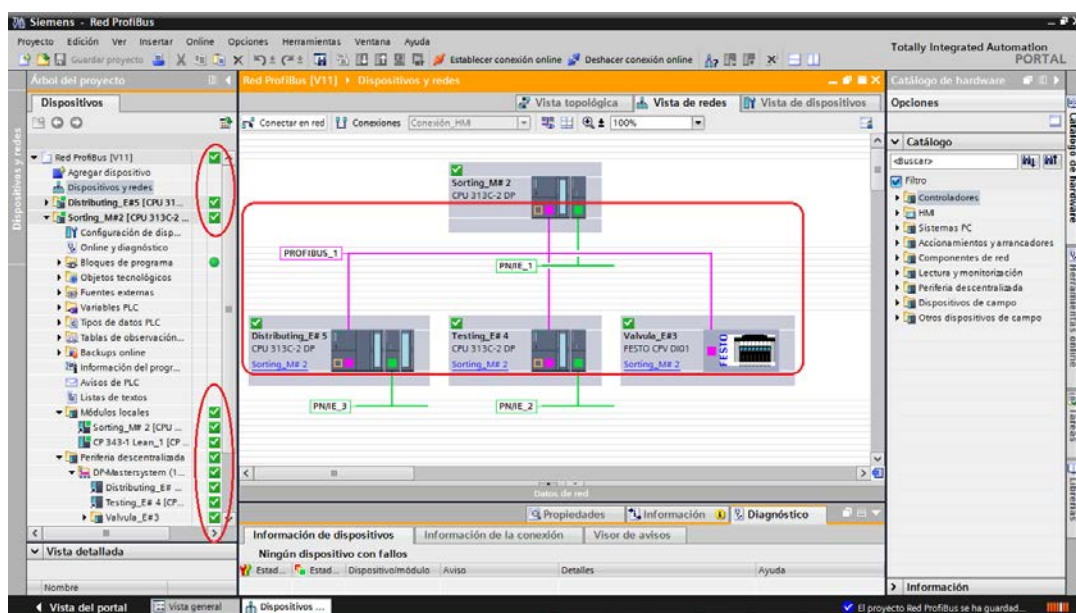 Siemens - Red ProfiBus
Proyecto Edición Ver Insertar Online Opciones Herramientas Ventana Ayuda
Guardar proyecto
Establecer conexión online
Deshacer conexión online
Totally Integrated Automation
PORTAL
Árbol del proyecto
Red ProfiBus [V11] Dispositivos y redes
Catálogo de hardware
Dispositivos
Vista topológica
Vista de redes
Vista de dispositivos
Opciones
Conectar en red
Conexiones
Conexión_HMI
100%
Dispositivos y redes
Red ProfiBus [V11]
Agregar dispositivo
Dispositivos y redes
Distributing_E#5 [CPU 31...
Sorting_M#2 [CPU 313C-2 ...
Configuración de disp...
Online y diagnóstico
Bloques de programa
Objetos tecnológicos
Fuentes externas
Variables PLC
Tipos de datos PLC
Tablas de observación...
Backups online
Información del progr...
Avisos de PLC
Listas de textos
Módulos locales
Sorting_M# 2 [CPU ...
CP 343-1 Lean_1 [CP ...
Periferia descentralizada
DP-Mastersystem (1...
Distributing_E# ...
Testing_E# 4 [CP...
Valvula_E#3
Sorting_M# 2
CPU 313C-2 DP
PROFIBUS_1
PN/IE_1
Distributing_E# 5
CPU 313C-2 DP
Sorting_M# 2
Testing_E# 4
CPU 313C-2 DP
Sorting_M# 2
Valvula_E#3
FESTO CPV DI01
Sorting_M# 2
FESTO
PN/IE_3
PN/IE_2
Catálogo
<Buscar>
Filtro
Controladores
HMI
Sistemas PC
Accionamientos y arrancadores
Componentes de red
Lectura y monitorización
Periferia descentralizada
Dispositivos de campo
Otros dispositivos de campo
Catálogo de hardware
Herramientas online
Tareas
Librerías
Datos de red
Propiedades
Información
Diagnóstico
Información de dispositivos
Información de la conexión
Visor de avisos
Ningún dispositivo con fallos
Estad... Estad... Dispositivo/módulo Aviso Detalles Ayuda
Vista detallada
Nombre
Información
Vista del portal
Vista general
Dispositivos ...
El proyecto Red ProfiBus se ha guardad...